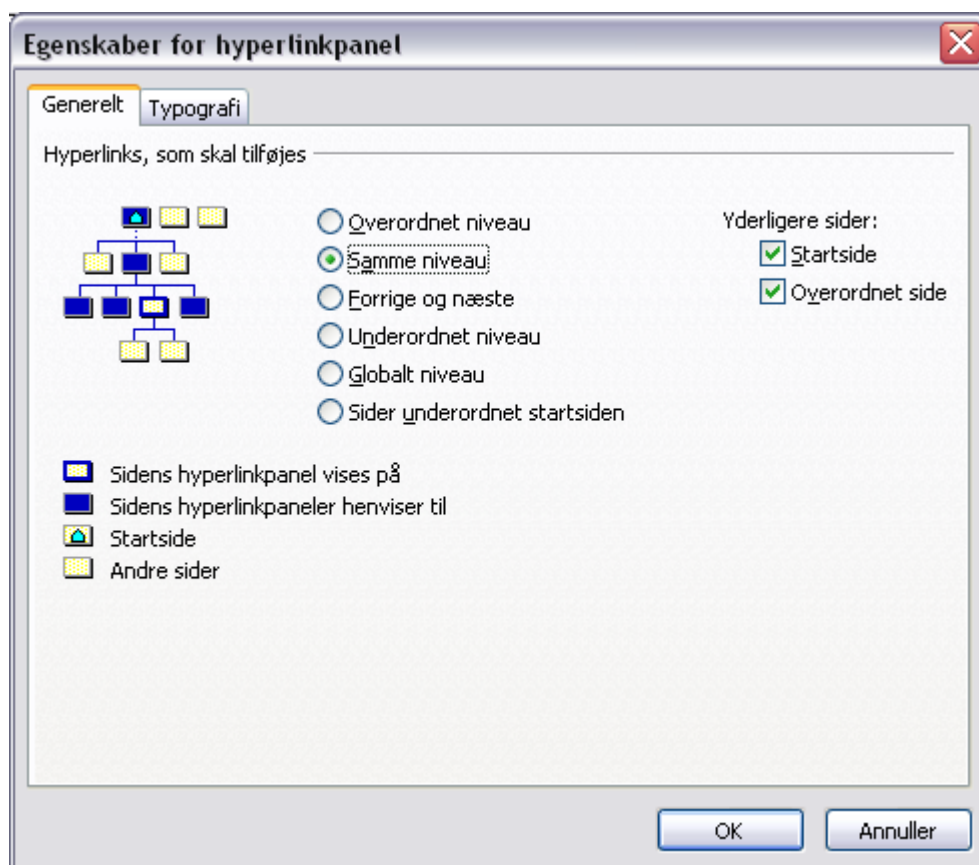 Egenskaber for hyperlinkpanel
Generelt
Typografi
Hyperlinks, som skal tilføjes
Overordnet niveau
Samme niveau
Forrige og næste
Underordnet niveau
Globalt niveau
Sider underordnet startsiden
Yderligere sider:
Startside
Overordnet side
Sidens hyperlinkpanel vises på
Sidens hyperlinkpaneler henviser til
Startside
Andre sider
OK
Annuller